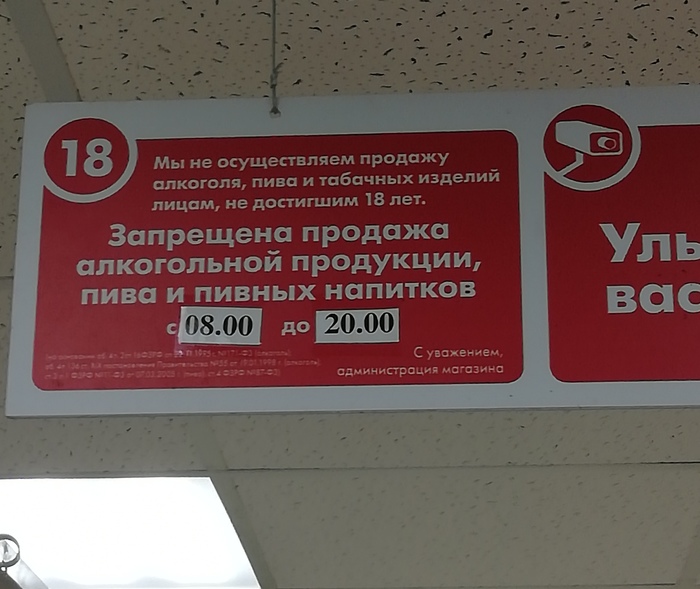 18
Мы не осуществляем продажу
алкоголя, пива и табачных изделий
лицам, не достигшим 18 лет.
Запрещена продажа
алкогольной продукции,
пива и пивных напитков
с 08.00 до 20.00
С уважением,
администрация магазина
Улы
вас